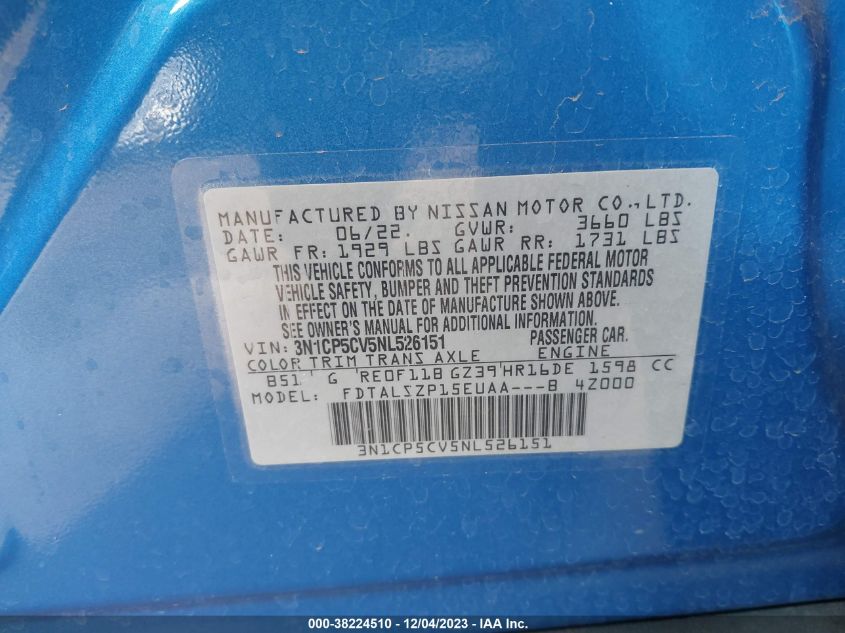 MANUFACTURED BY NISSAN MOTOR CO., LTD.
DATE: 06/22. GVWR: 3660 LBS
GAWR FR: 1929 LBS GAWR RR: 1731 LBS
THIS VEHICLE CONFORMS TO ALL APPLICABLE FEDERAL MOTOR
VEHICLE SAFETY, BUMPER AND THEFT PREVENTION STANDARDS
IN EFFECT ON THE DATE OF MANUFACTURE SHOWN ABOVE.
SEE OWNER'S MANUAL FOR ADDITIONAL INFORMATION.
VIN: 3N1CP5CV5NL526151 PASSENGER CAR.
COLOR TRIM TRANS AXLE ENGINE
B51 G RE0F11B GZ39 HR16DE 1598 CC
MODEL: FDTALSZP15EUAA---B 4Z000
3N1CP5CV5NL526151
000-38224510 - 12/04/2023 - IAA Inc.